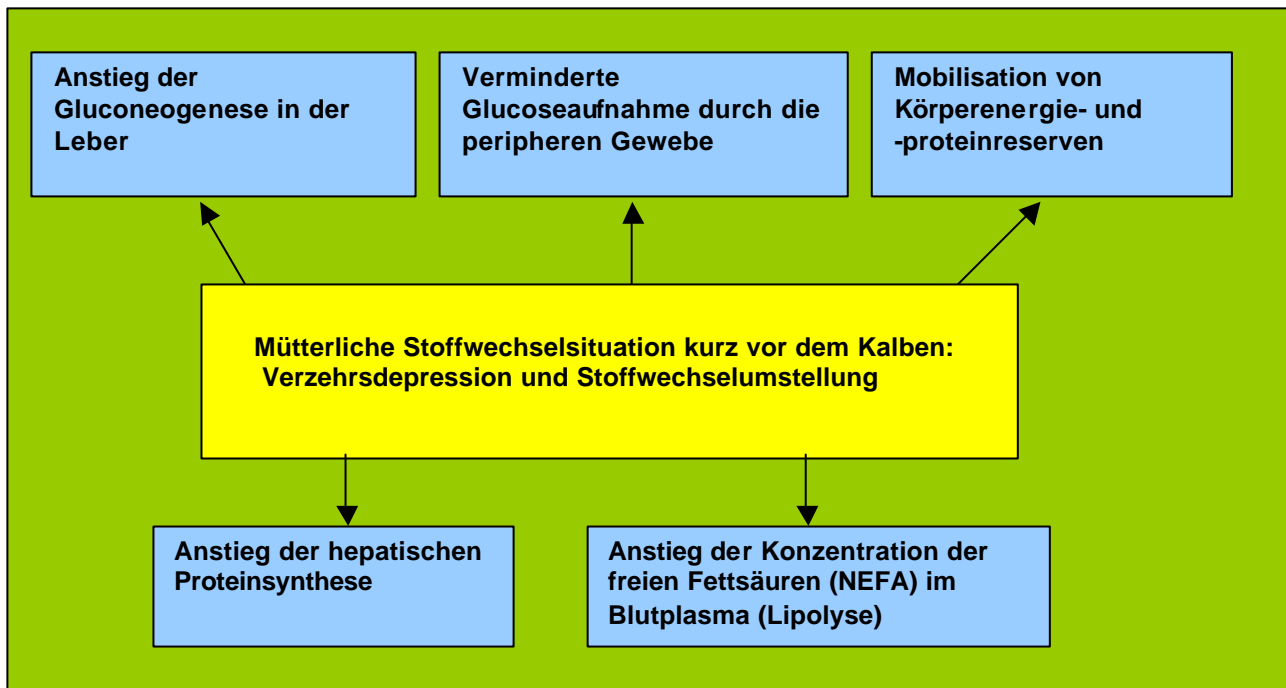 Anstieg der
Gluconeogenese in der
Leber
Verminderte
Glucoseaufnahme durch die
peripheren Gewebe
Mobilisation von
Körperenergie- und
-proteinreserven
Mütterliche Stoffwechselsituation kurz vor dem Kalben:
Verzehrsdepression und Stoffwechselumstellung
Anstieg der hepatischen
Proteinsynthese
Anstieg der Konzentration der
freien Fettsäuren (NEFA) im
Blutplasma (Lipolyse)